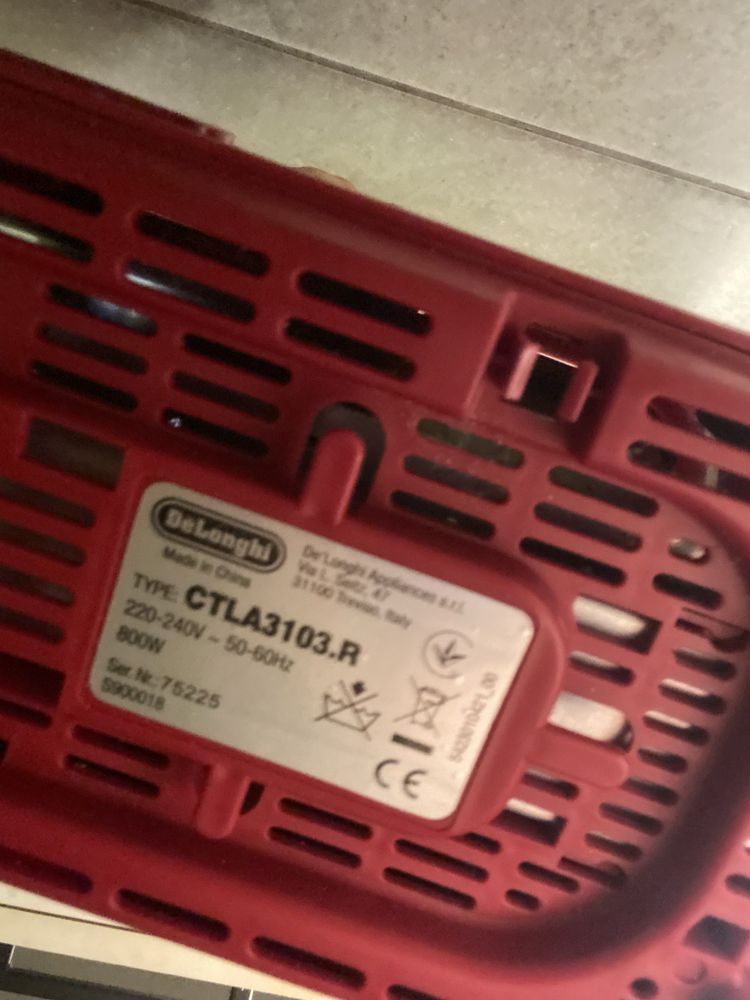 DeLonghi
Made in China
De'Longhi Appliances s.r.l.
Via L. Seitz, 47
31100 Treviso, Italy
TYPE: CTLA3103.R
220-240V ~ 50-60Hz
800W
Ser. Nr.: 75225
S900018
CE